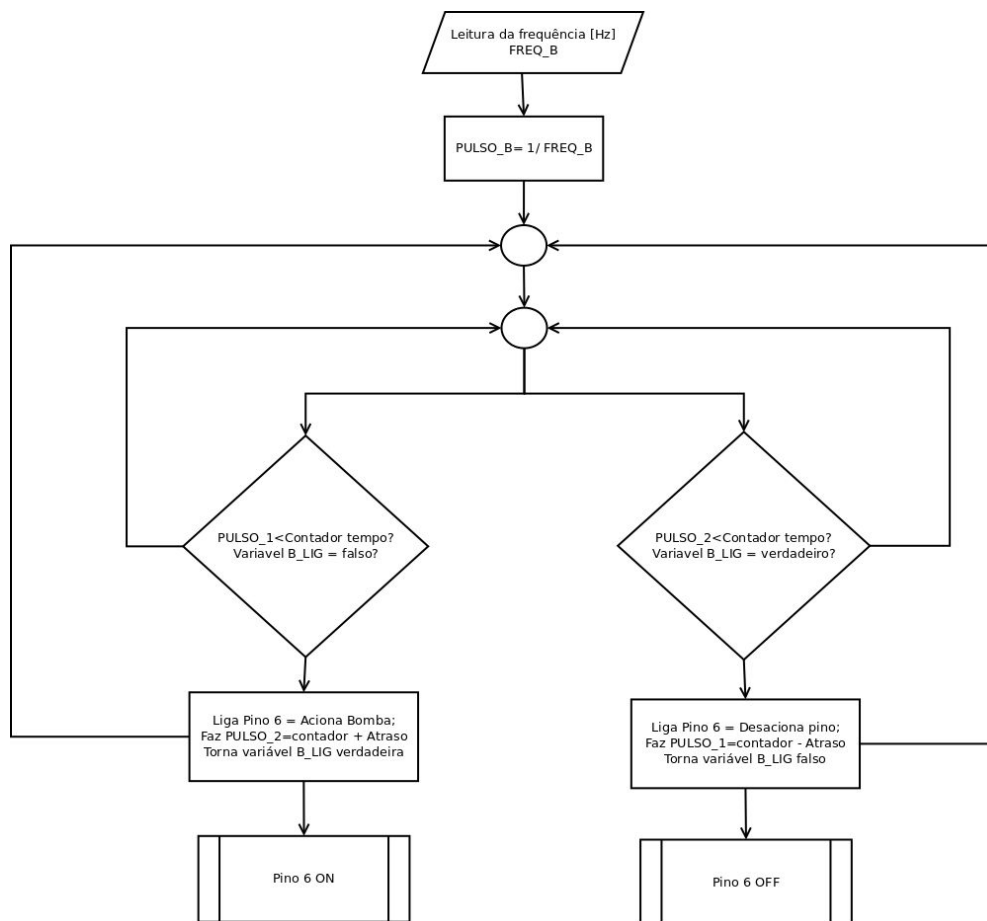 Leitura da frequência [Hz]
FREQ_B
PULSO_B= 1/ FREQ_B
PULSO_1<Contador tempo?
Variavel B_LIG = falso?
PULSO_2<Contador tempo?
Variavel B_LIG = verdadeiro?
Liga Pino 6 = Aciona Bomba;
Faz PULSO_2=contador + Atraso
Torna variável B_LIG verdadeira
Liga Pino 6 = Desaciona pino;
Faz PULSO_1=contador - Atraso
Torna variável B_LIG falso
Pino 6 ON
Pino 6 OFF